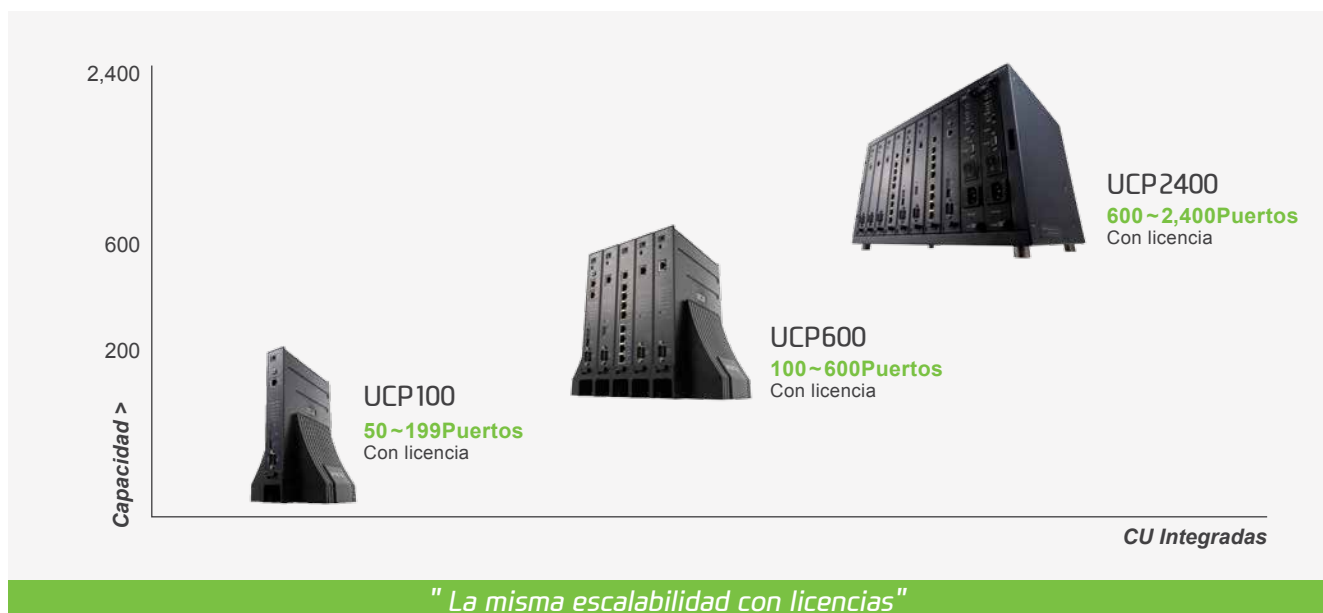 2,400
600
200
Capacidad >
UCP2400
600~2,400Puertos
Con licencia
UCP600
100~600Puertos
Con licencia
UCP100
50~199Puertos
Con licencia
CU Integradas
" La misma escalabilidad con licencias"